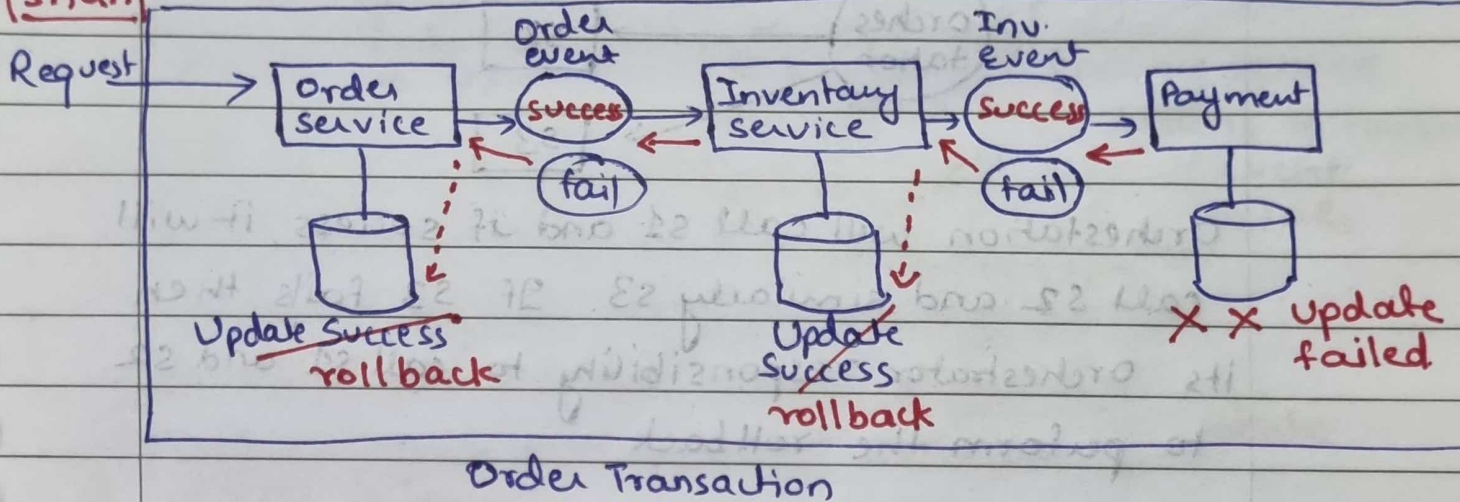 Request
Order
service
Order
event
success
fail
Inventory
service
Inv.
Event
success
fail
Payment
Update Success
rollback
Update
Success
rollback
X X Update
failed
Order Transaction